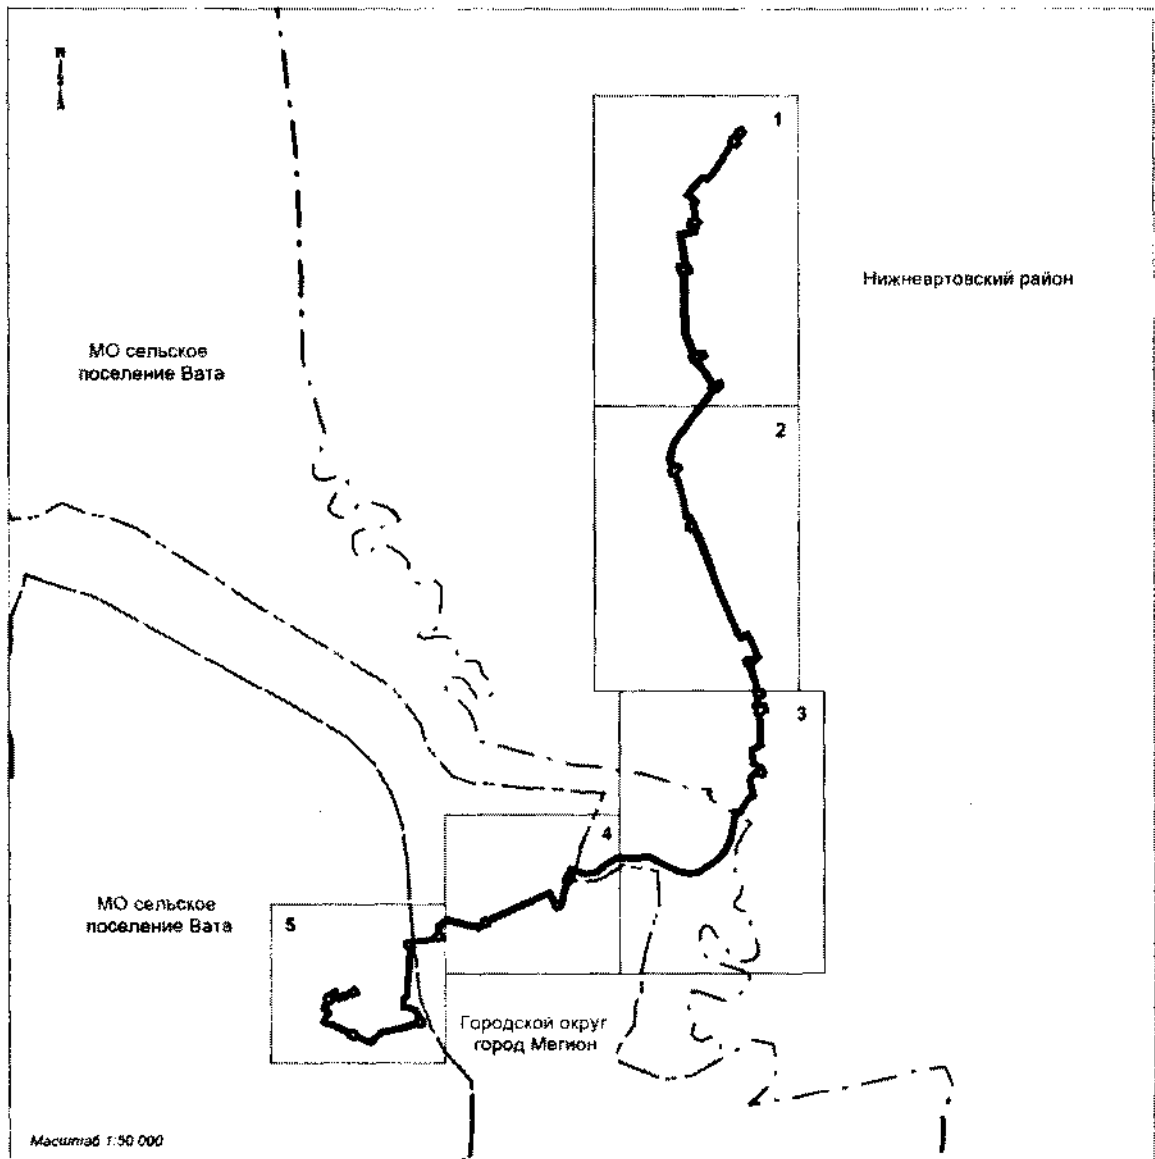 1
Нижневртовский район
МО сельское
поселение Вата
2
3
4
МО сельское
поселение Вата
5
Городской округ
город Мегион
Масштаб 1:50 000